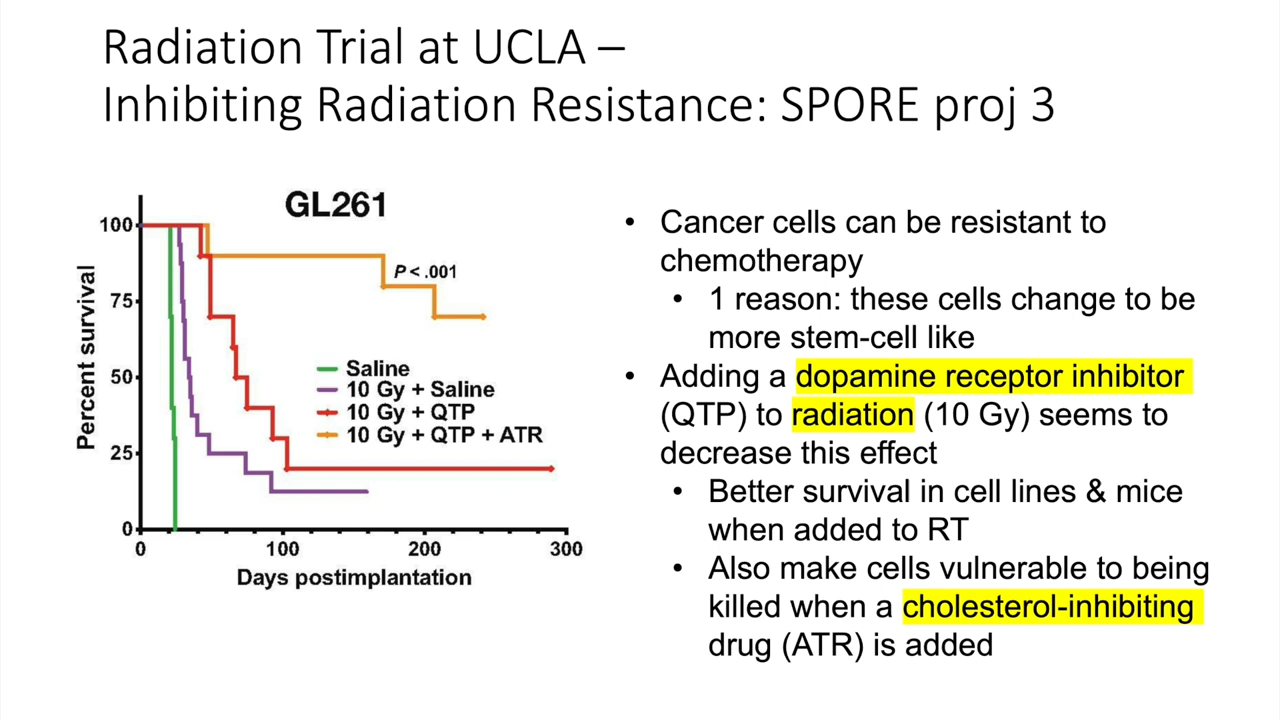 Radiation Trial at UCLA –
Inhibiting Radiation Resistance: SPORE proj 3
GL261
100
75
50
25
0
Percent survival
P < .001
Saline
10 Gy + Saline
10 Gy + QTP
10 Gy + QTP + ATR
0
100
200
300
Days postimplantation
• Cancer cells can be resistant to
chemotherapy
• 1 reason: these cells change to be
more stem-cell like
• Adding a dopamine receptor inhibitor
(QTP) to radiation (10 Gy) seems to
decrease this effect
• Better survival in cell lines & mice
when added to RT
• Also make cells vulnerable to being
killed when a cholesterol-inhibiting
drug (ATR) is added